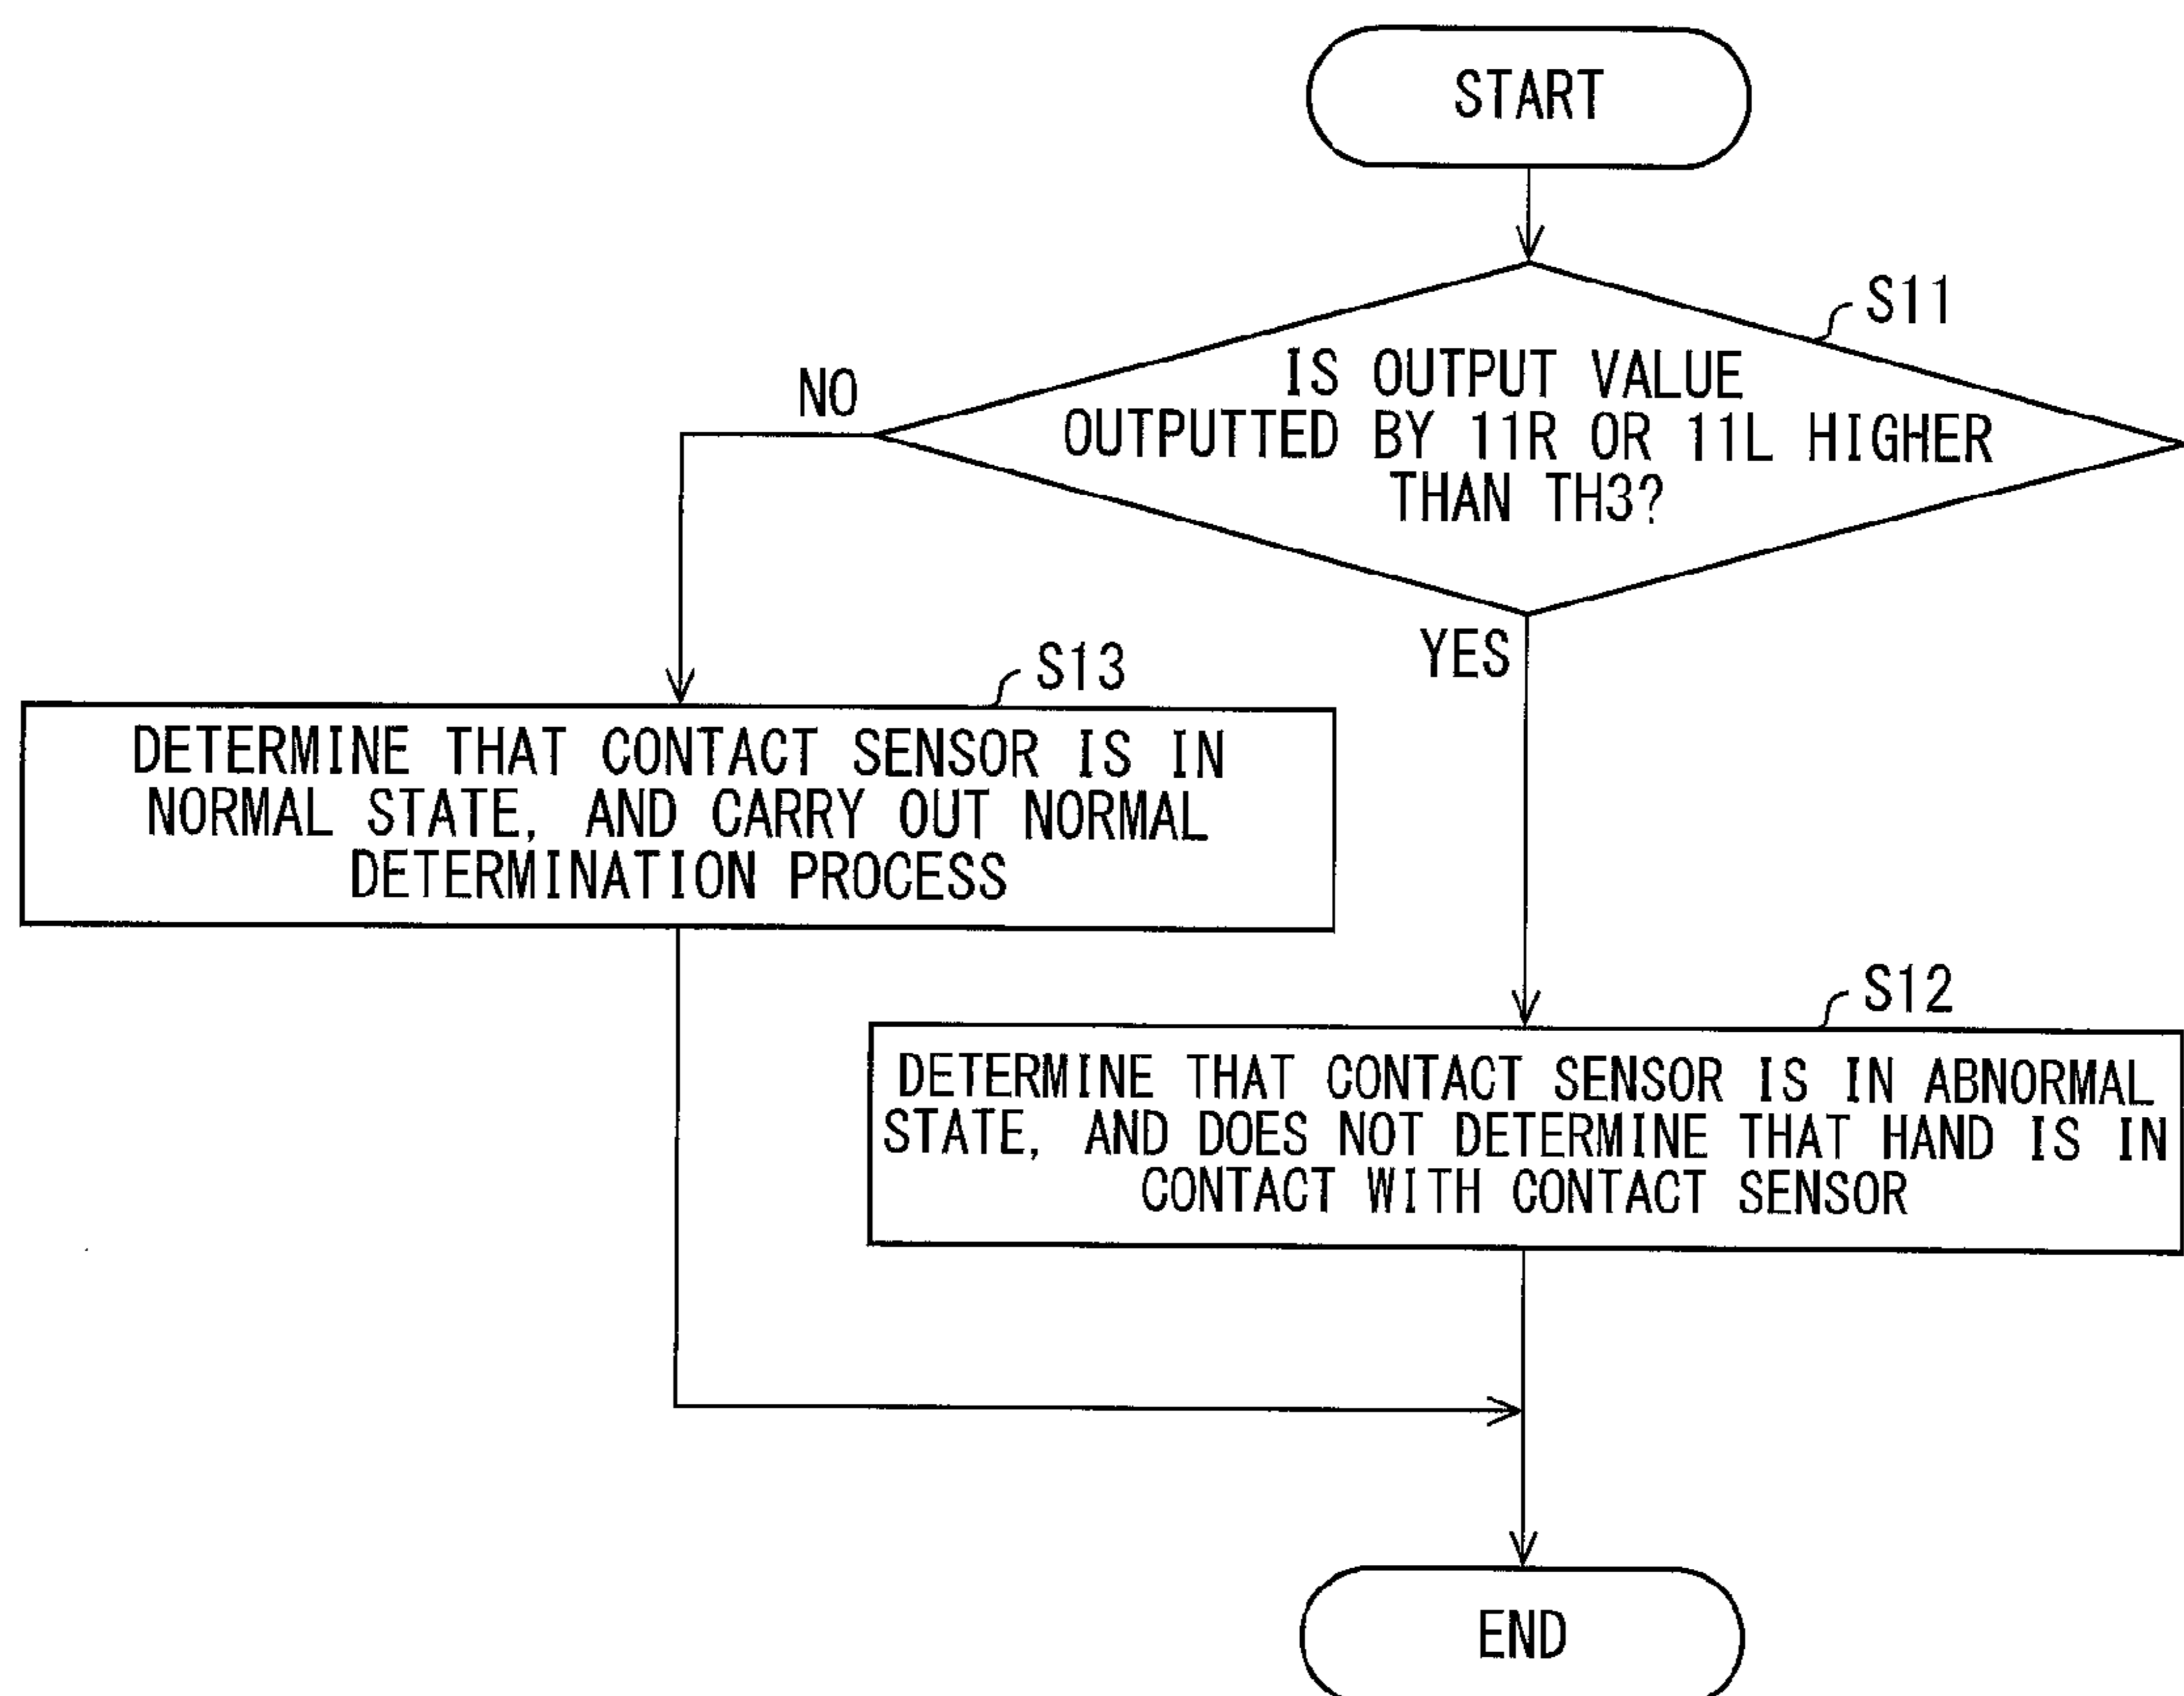 START
S11
IS OUTPUT VALUE
OUTPUTTED BY 11R OR 11L HIGHER
THAN TH3?
NO
YES
S13
DETERMINE THAT CONTACT SENSOR IS IN
NORMAL STATE, AND CARRY OUT NORMAL
DETERMINATION PROCESS
S12
DETERMINE THAT CONTACT SENSOR IS IN ABNORMAL
STATE, AND DOES NOT DETERMINE THAT HAND IS IN
CONTACT WITH CONTACT SENSOR
END